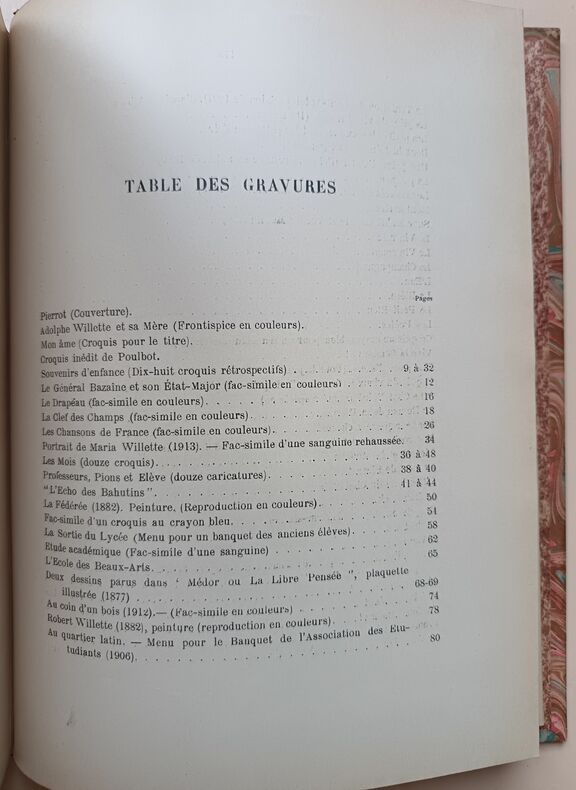 TABLE DES GRAVURES
Pages
Pierrot (Couverture).
Adolphe Willette et sa Mère (Frontispice en couleurs).
Mon âme (Croquis pour le titre).
Croquis inédit de Poulbot.
Souvenirs d'enfance (Dix-huit croquis rétrospectifs) . . . . . . . . . . 9, à 32
Le Général Bazaine et son État-Major (fac-simile en couleurs) . . . . . . 12
Le Drapeau (fac-simile en couleurs). . . . . . . . . . . . . . . 16
La Clef des Champs (fac-simile en couleurs) . . . . . . . . . . . . 18
Les Chansons de France (fac-simile en couleurs) . . . . . . . . . . 26
Portrait de Maria Willette (1913). — Fac-simile d'une sanguine rehaussée. 34
Les Mois (douze croquis). . . . . . . . . . . . . . . . . . 36 à 48
Professeurs, Pions et Elève (douze caricatures) . . . . . . . . . . 38 à 40
"L'Echo des Bahutins". . . . . . . . . . . . . . . . . . . 41 à 44
La Fédérée (1882). Peinture. (Reproduction en couleurs) . . . . . . . 50
Fac-simile d'un croquis au crayon bleu. . . . . . . . . . . . . . 51
La Sortie du Lycée (Menu pour un banquet des anciens élèves). . . . . . 58
Etude académique (Fac-simile d'une sanguine) . . . . . . . . . . . 62
L'Ecole des Beaux-Arts. . . . . . . . . . . . . . . . . . . 65
Deux dessins parus dans ' Médor ou La Libre Pensée ", plaquette
illustrée (1877) . . . . . . . . . . . . . . . . . . . . 68-69
Au coin d'un bois (1912).— (Fac-simile en couleurs) . . . . . . . . . 74
Robert Willette (1882), peinture (reproduction en couleurs) . . . . . . 78
Au quartier latin. — Menu pour le Banquet de l'Association des Etu-
tudiants (1906). . . . . . . . . . . . . . . . . . . . . 80